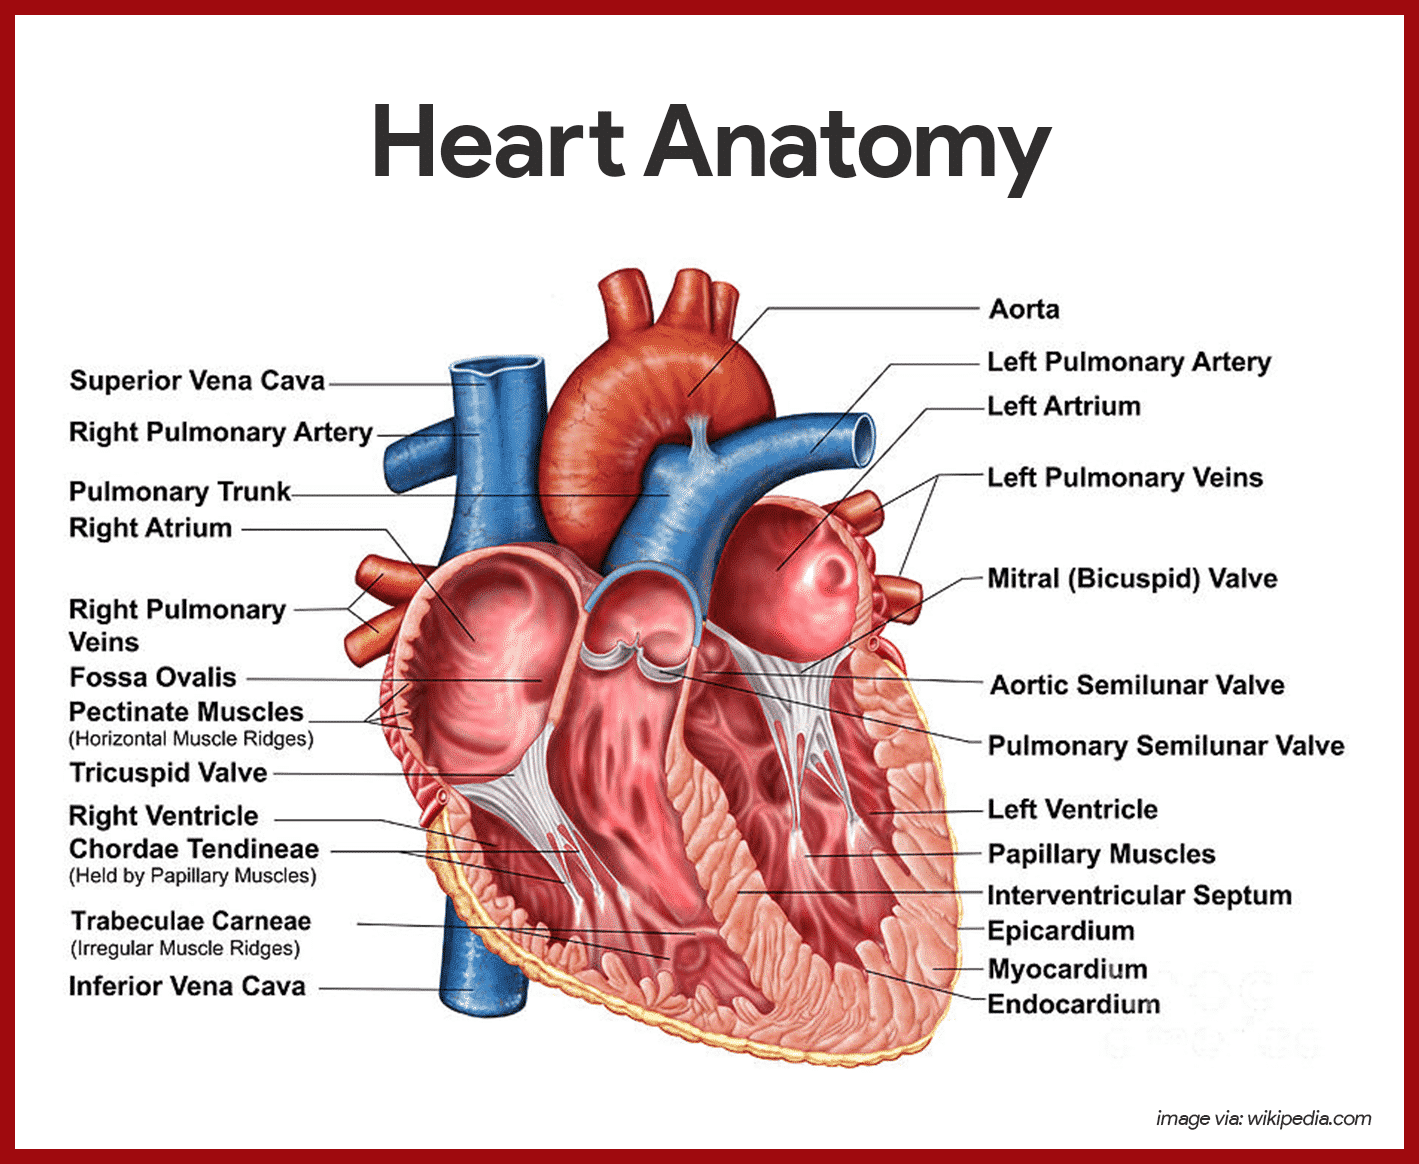 Heart Anatomy
Superior Vena Cava
Right Pulmonary Artery
Pulmonary Trunk
Right Atrium
Right Pulmonary
Veins
Fossa Ovalis
Pectinate Muscles
(Horizontal Muscle Ridges)
Tricuspid Valve
Right Ventricle
Chordae Tendineae
(Held by Papillary Muscles)
Trabeculae Carneae
(Irregular Muscle Ridges)
Inferior Vena Cava
Aorta
Left Pulmonary Artery
Left Artrium
Left Pulmonary Veins
Mitral (Bicuspid) Valve
Aortic Semilunar Valve
Pulmonary Semilunar Valve
Left Ventricle
Papillary Muscles
Interventricular Septum
Epicardium
Myocardium
Endocardium
image via: wikipedia.com